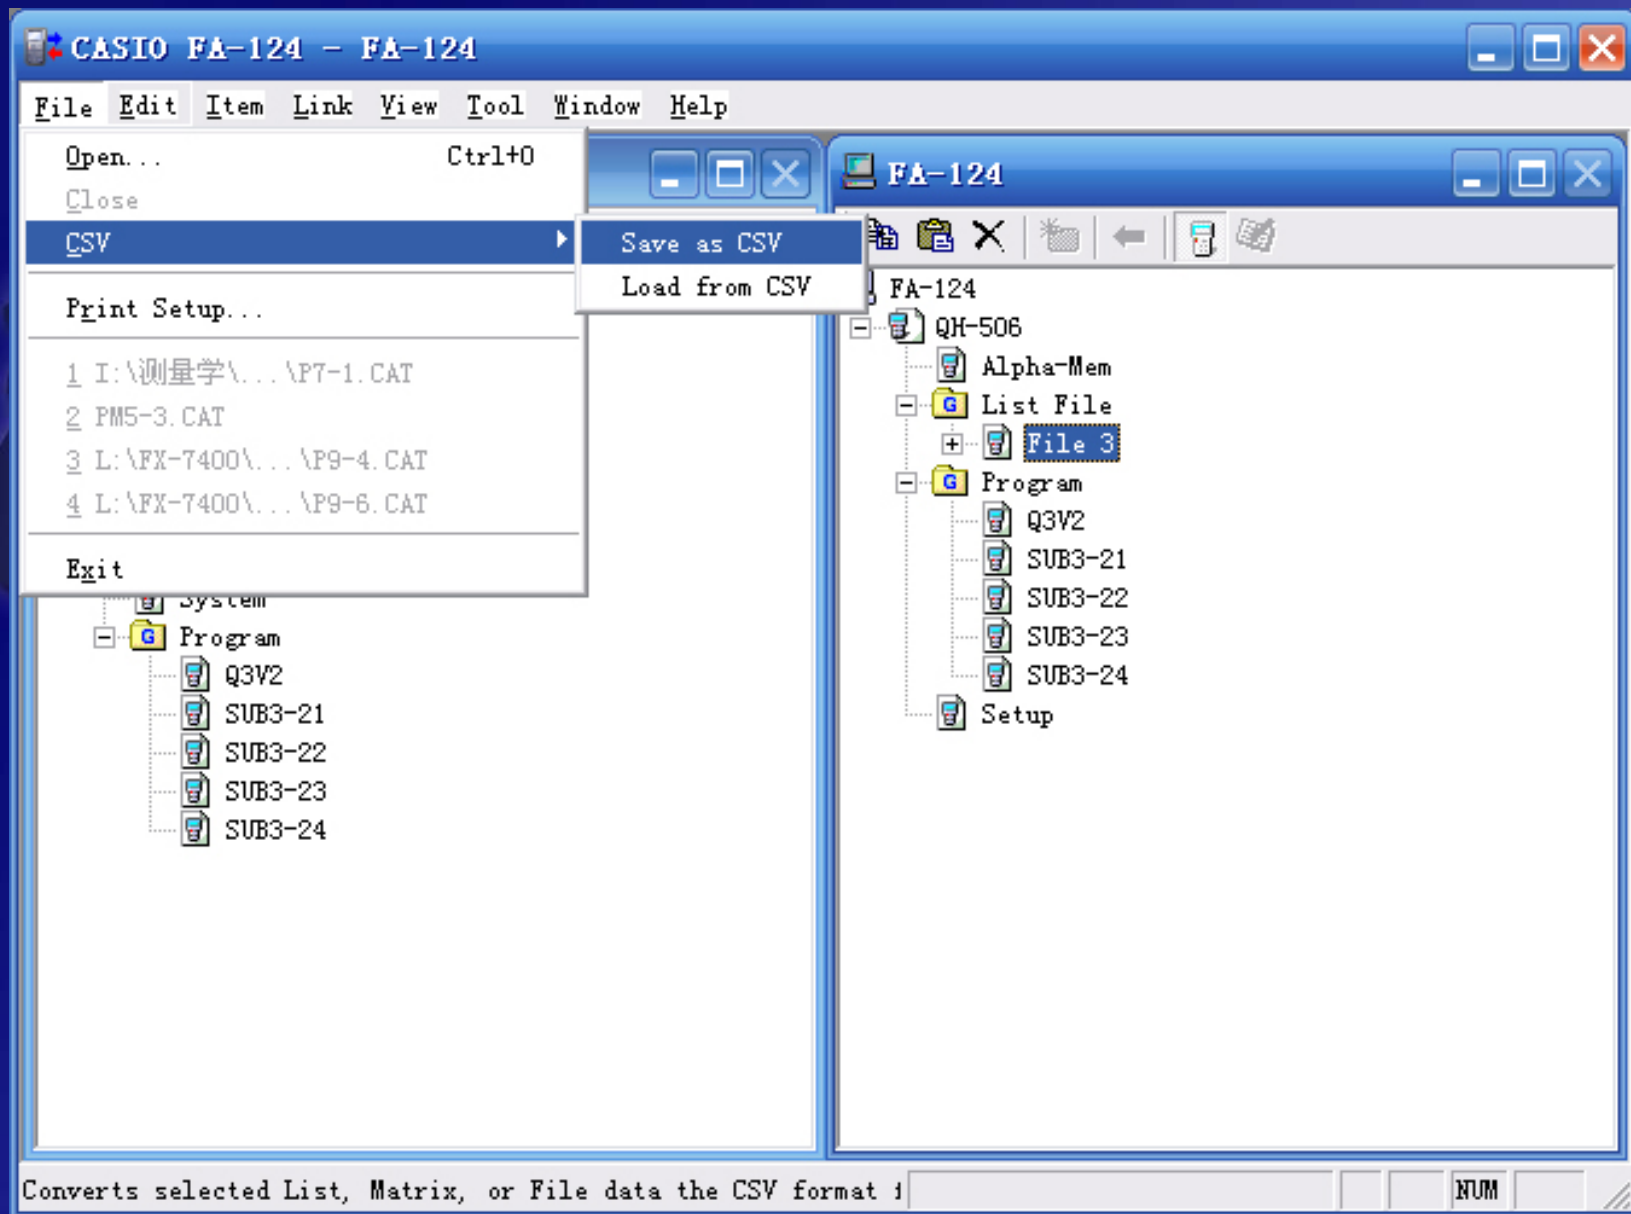 CASIO FA-124 - FA-124
File Edit Item Link View Tool Window Help
Open... Ctrl+O
Close
CSV
Save as CSV
Load from CSV
Print Setup...
1 I:\测量学\...\P7-1.CAT
2 PM5-3.CAT
3 L:\FX-7400\...\P9-4.CAT
4 L:\FX-7400\...\P9-6.CAT
Exit
System
Program
Q3V2
SUB3-21
SUB3-22
SUB3-23
SUB3-24
FA-124
FA-124
QH-506
Alpha-Mem
List File
File 3
Program
Q3V2
SUB3-21
SUB3-22
SUB3-23
SUB3-24
Setup
Converts selected List, Matrix, or File data the CSV format
NUM